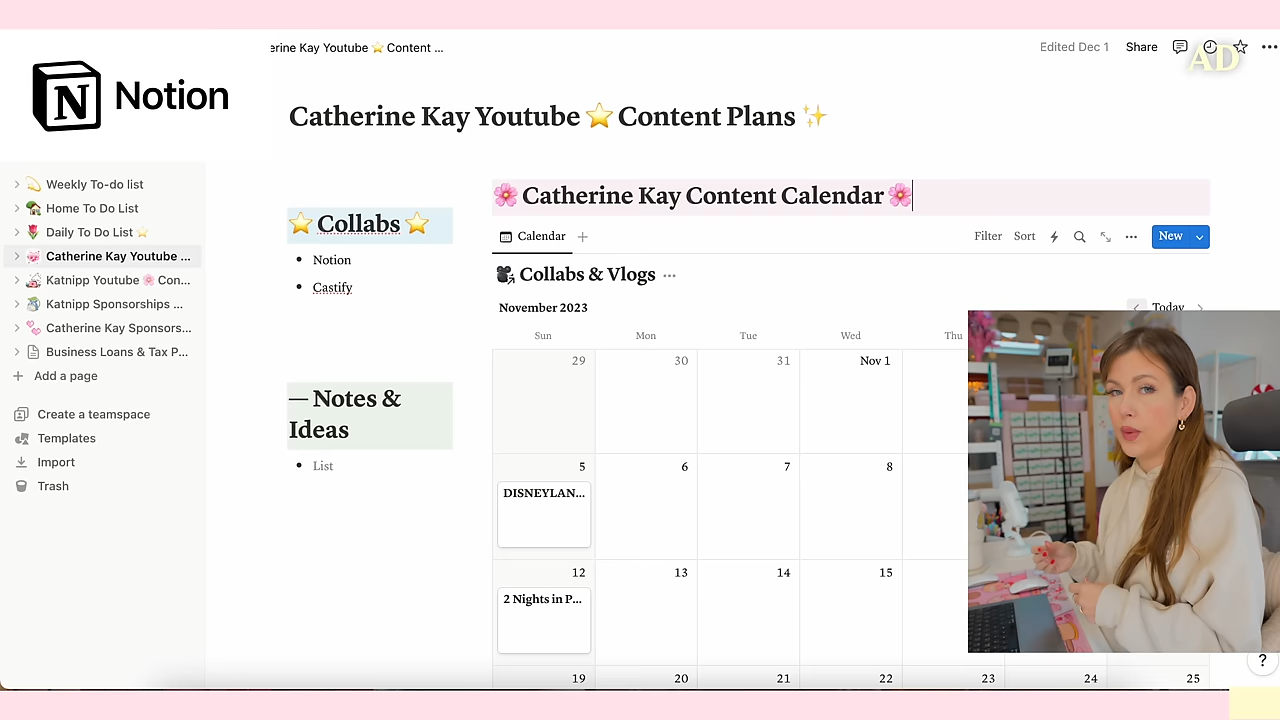 Notion
erine Kay Youtube ⭐ Content ...
Edited Dec 1
Share
AD
Catherine Kay Youtube ⭐ Content Plans ✨
Weekly To-do list
Home To Do List
Daily To Do List ⭐
Catherine Kay Youtube ...
Katnipp Youtube 🌸 Con...
Katnipp Sponsorships ...
Catherine Kay Sponsors...
Business Loans & Tax P...
Add a page
Create a teamspace
Templates
Import
Trash
⭐ Collabs ⭐
Notion
Castify
— Notes &
Ideas
List
🌸 Catherine Kay Content Calendar 🌸
Calendar
Filter
Sort
New
Collabs & Vlogs
November 2023
Today
Sun Mon Tue Wed Thu
29 30 31 Nov 1
5 6 7 8
DISNEYLAN...
12 13 14 15
2 Nights in P...
19 20 21 22 23 24 25
?